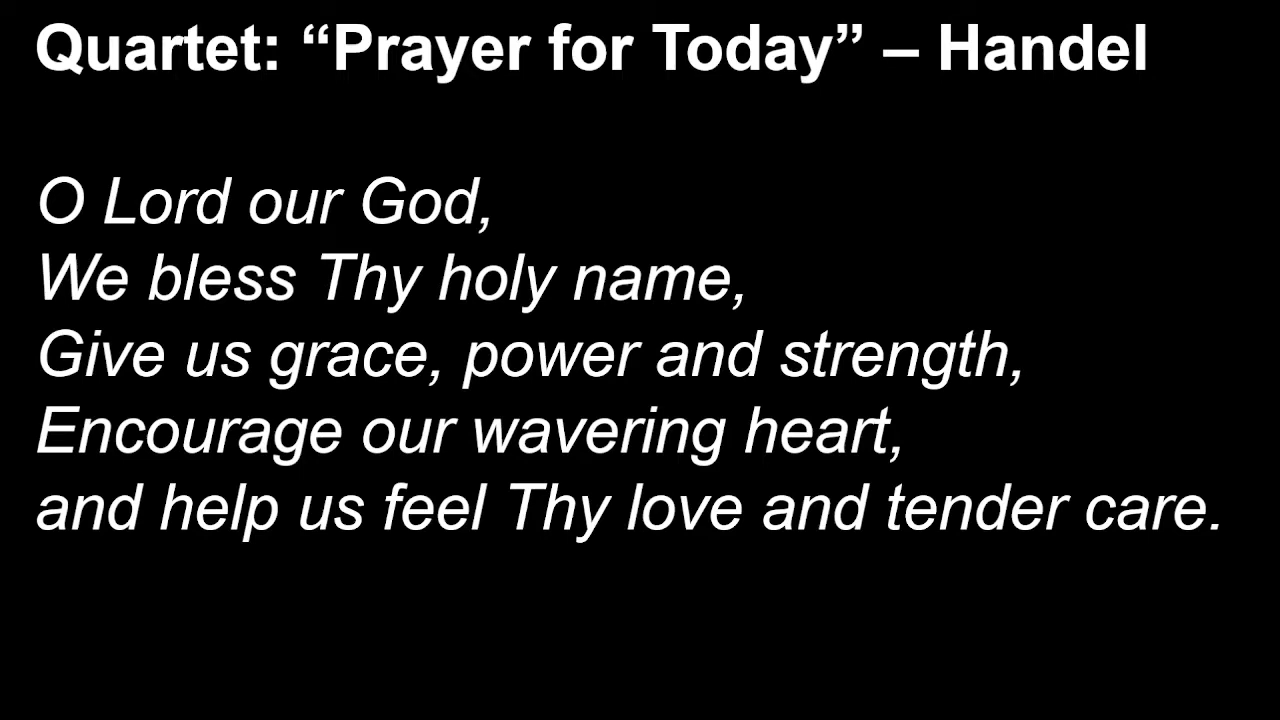 Quartet: “Prayer for Today” – Handel
O Lord our God,
We bless Thy holy name,
Give us grace, power and strength,
Encourage our wavering heart,
and help us feel Thy love and tender care.